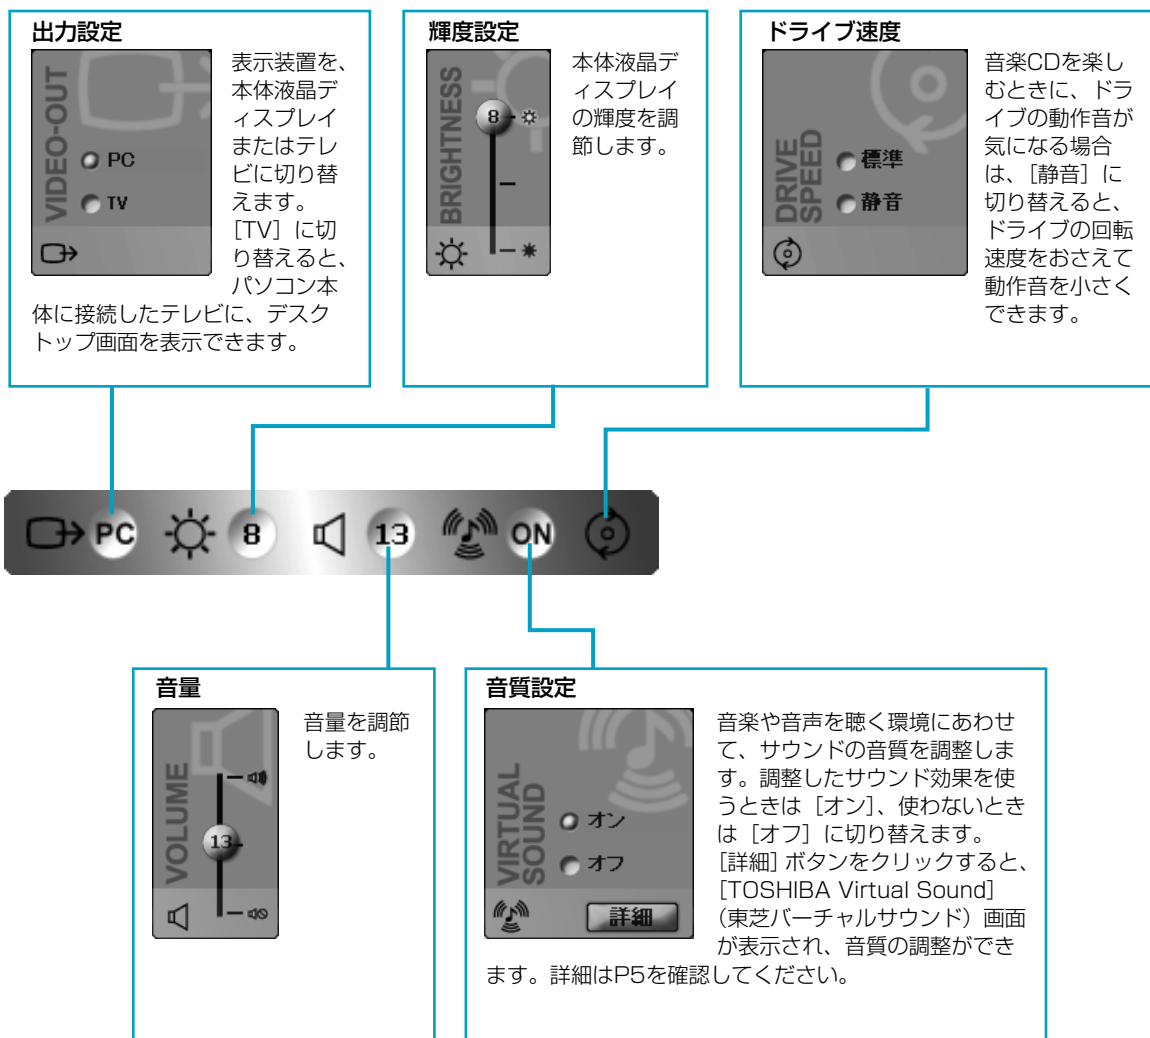 出力設定
VIDEO-OUT
PC
TV
表示装置を、
本体液晶デ
ィスプレイ
またはテレ
ビに切り替
えます。
［TV］に切
り替えると、
パソコン本
体に接続したテレビに、デスク
トップ画面を表示できます。
輝度設定
BRIGHTNESS
8
本体液晶デ
ィスプレイ
の輝度を調
節します。
ドライブ速度
DRIVE
SPEED
標準
静音
音楽CDを楽し
むときに、ドラ
イブの動作音が
気になる場合
は、［静音］に
切り替えると、
ドライブの回転
速度をおさえて
動作音を小さく
できます。
PC
8
13
ON
音量
VOLUME
13
音量を調節
します。
音質設定
VIRTUAL
SOUND
オン
オフ
詳細
音楽や音声を聴く環境にあわせ
て、サウンドの音質を調整しま
す。調整したサウンド効果を使
うときは［オン］、使わないとき
は［オフ］に切り替えます。
［詳細］ボタンをクリックすると、
［TOSHIBA Virtual Sound］
（東芝バーチャルサウンド）画面
が表示され、音質の調整ができ
ます。詳細はP5を確認してください。